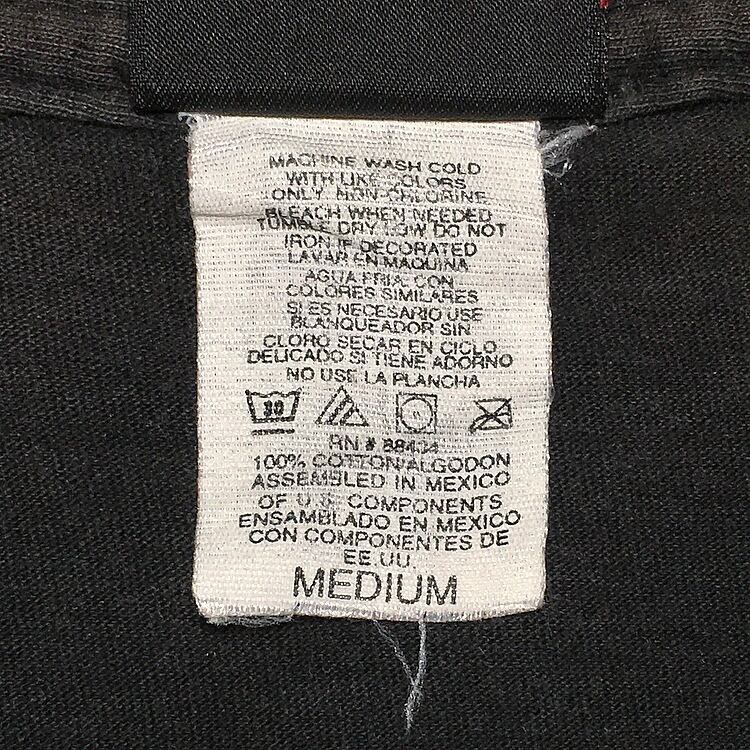 MACHINE WASH COLD
WITH LIKE COLORS
ONLY NON-CHLORINE
BLEACH WHEN NEEDED
TUMBLE DRY LOW DO NOT
IRON IF DECORATED
LAVAR EN MAQUINA
AGUA FRIA CON
COLORES SIMILARES
SI ES NECESARIO USE
BLANQUEADOR SIN
CLORO SECAR EN CICLO
DELICADO SI TIENE ADORNO
NO USE LA PLANCHA
30
RN # 88434
100% COTTON/ALGODON
ASSEMBLED IN MEXICO
OF U.S. COMPONENTS
ENSAMBLADO EN MEXICO
CON COMPONENTES DE
EE.UU.
MEDIUM